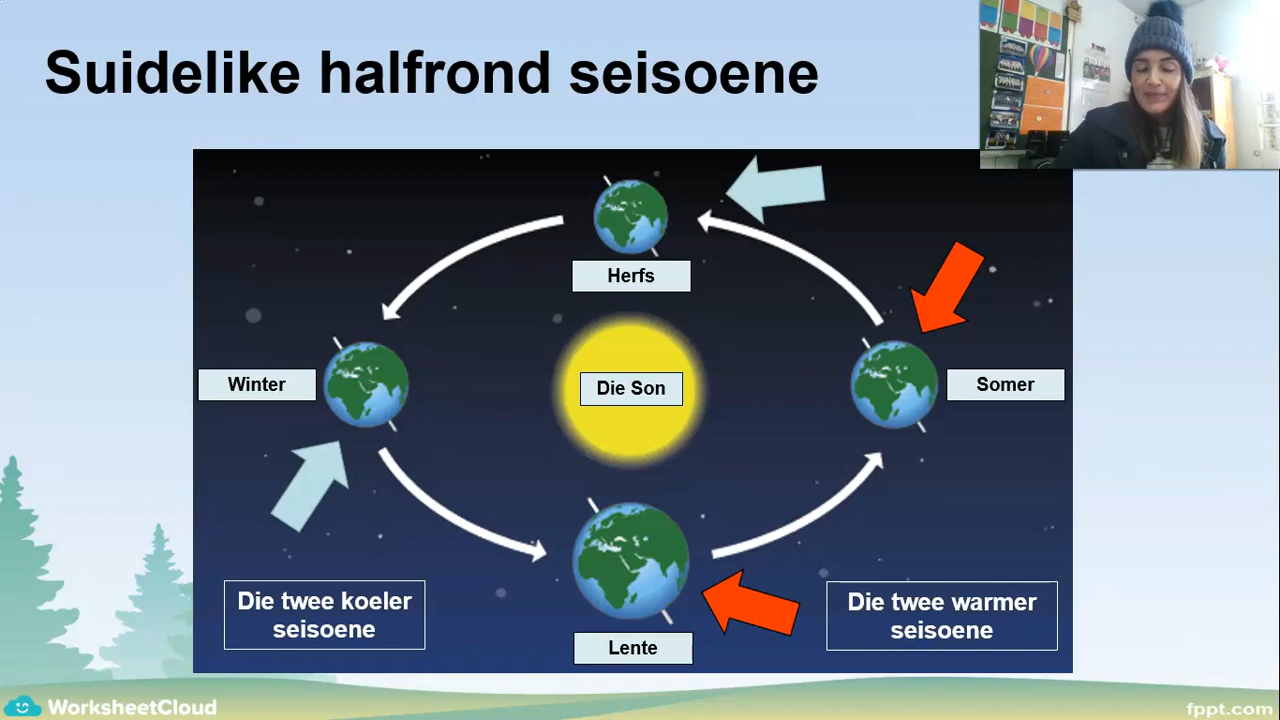 Suidelike halfrond seisoene
Herfs
Winter
Die Son
Somer
Die twee koeler
seisoene
Die twee warmer
seisoene
Lente
WorksheetCloud
fppt.com